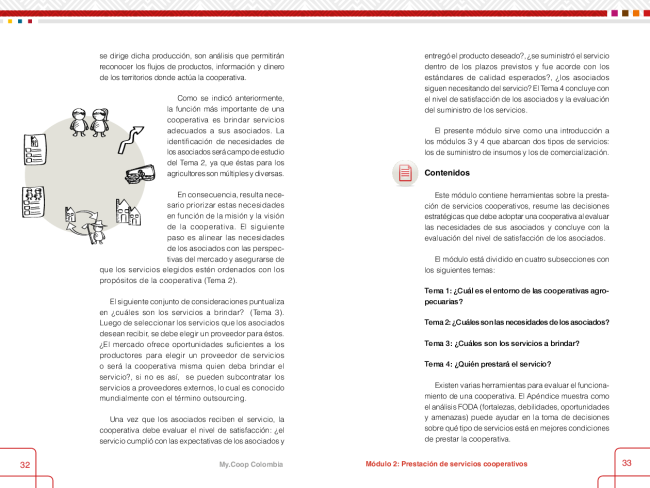 se dirige dicha producción, son análisis que permitirán
reconocer los flujos de productos, información y dinero
de los territorios donde actúa la cooperativa.
Como se indicó anteriormente,
la función más importante de una
cooperativa es brindar servicios
adecuados a sus asociados. La
identificación de necesidades de
los asociados será campo de estudio
del Tema 2, ya que éstas para los
agricultores son múltiples y diversas.
En consecuencia, resulta nece-
sario priorizar estas necesidades
en función de la misión y la visión
de la cooperativa. El siguiente
paso es alinear las necesidades
de los asociados con las perspec-
tivas del mercado y asegurarse de
que los servicios elegidos estén ordenados con los
propósitos de la cooperativa (Tema 2).
El siguiente conjunto de consideraciones puntualiza
en ¿cuáles son los servicios a brindar? (Tema 3).
Luego de seleccionar los servicios que los asociados
desean recibir, se debe elegir un proveedor para éstos.
¿El mercado ofrece oportunidades suficientes a los
productores para elegir un proveedor de servicios
o será la cooperativa misma quien deba brindar el
servicio?, si no es así, se pueden subcontratar los
servicios a proveedores externos, lo cual es conocido
mundialmente con el término outsourcing.
Una vez que los asociados reciben el servicio, la
cooperativa debe evaluar el nivel de satisfacción: ¿el
servicio cumplió con las expectativas de los asociados y
32
My.Coop Colombia
entregó el producto deseado?, ¿se suministró el servicio
dentro de los plazos previstos y fue acorde con los
estándares de calidad esperados?, ¿los asociados
siguen necesitando del servicio? El Tema 4 concluye con
el nivel de satisfacción de los asociados y la evaluación
del suministro de los servicios.
El presente módulo sirve como una introducción a
los módulos 3 y 4 que abarcan dos tipos de servicios:
los de suministro de insumos y los de comercialización.
Contenidos
Este módulo contiene herramientas sobre la presta-
ción de servicios cooperativos, resume las decisiones
estratégicas que debe adoptar una cooperativa al evaluar
las necesidades de sus asociados y concluye con la
evaluación del nivel de satisfacción de los asociados.
El módulo está dividido en cuatro subsecciones con
los siguientes temas:
Tema 1: ¿Cuál es el entorno de las cooperativas agro-
pecuarias?
Tema 2: ¿Cuáles son las necesidades de los asociados?
Tema 3: ¿Cuáles son los servicios a brindar?
Tema 4: ¿Quién prestará el servicio?
Existen varias herramientas para evaluar el funciona-
miento de una cooperativa. El Apéndice muestra como
el análisis FODA (fortalezas, debilidades, oportunidades
y amenazas) puede ayudar en la toma de decisiones
sobre qué tipo de servicios está en mejores condiciones
de prestar la cooperativa.
Módulo 2: Prestación de servicios cooperativos
33